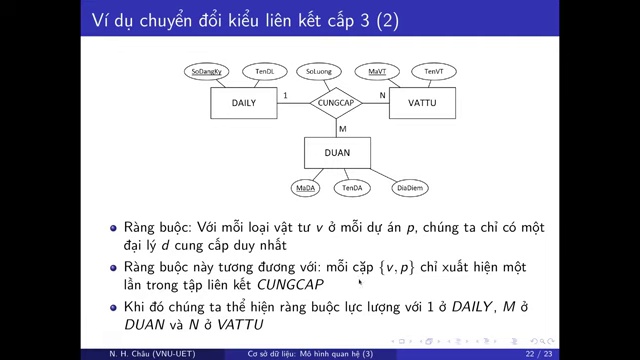 Ví dụ chuyển đổi kiểu liên kết cấp 3 (2)
SoDangKy TenDL SoLuong MaVT TenVT
DAILY 1 CUNGCAP N VATTU
M
DUAN
MaDA TenDA DiaDiem
Ràng buộc: Với mỗi loại vật tư v ở mỗi dự án p, chúng ta chỉ có một
đại lý d cung cấp duy nhất
Ràng buộc này tương đương với: mỗi cặp {v, p} chỉ xuất hiện một
lần trong tập liên kết CUNGCAP
Khi đó chúng ta thể hiện ràng buộc lực lượng với 1 ở DAILY, M ở
DUAN và N ở VATTU
N. H. Châu (VNU-UET) Cơ sở dữ liệu: Mô hình quan hệ (3) 22 / 23